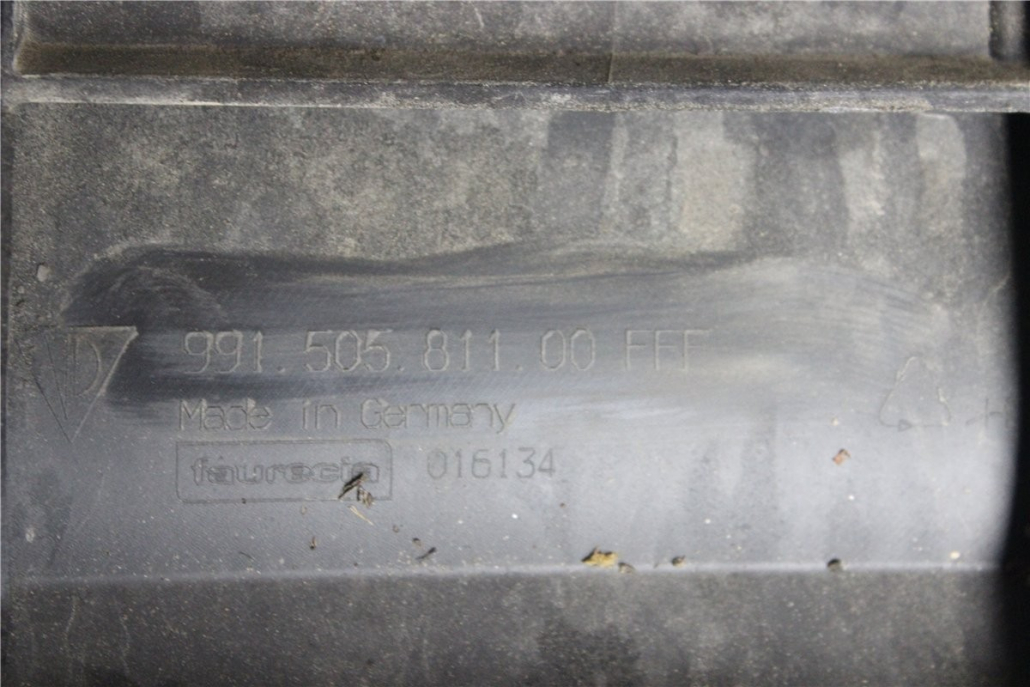 991.505.811.00 FFF
Made in Germany
faurecia 016134